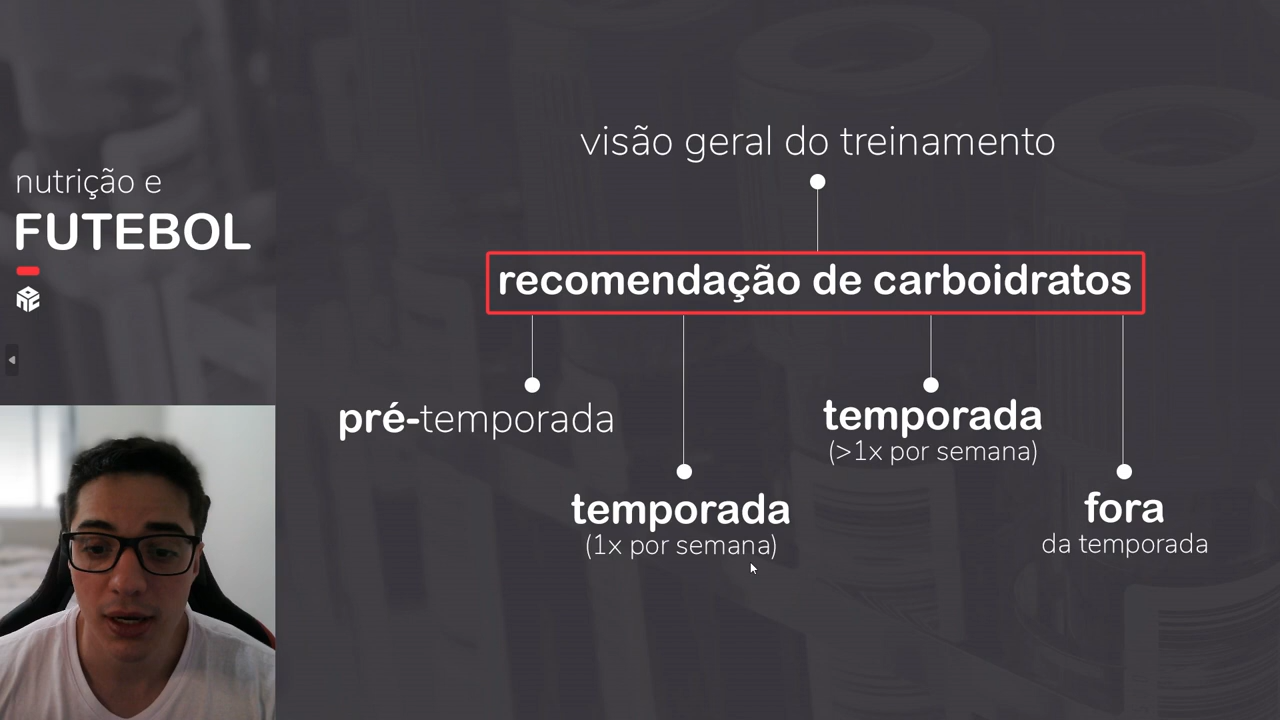 nutrição e
FUTEBOL
visão geral do treinamento
recomendação de carboidratos
pré-temporada
temporada
(1x por semana)
temporada
(>1x por semana)
fora
da temporada